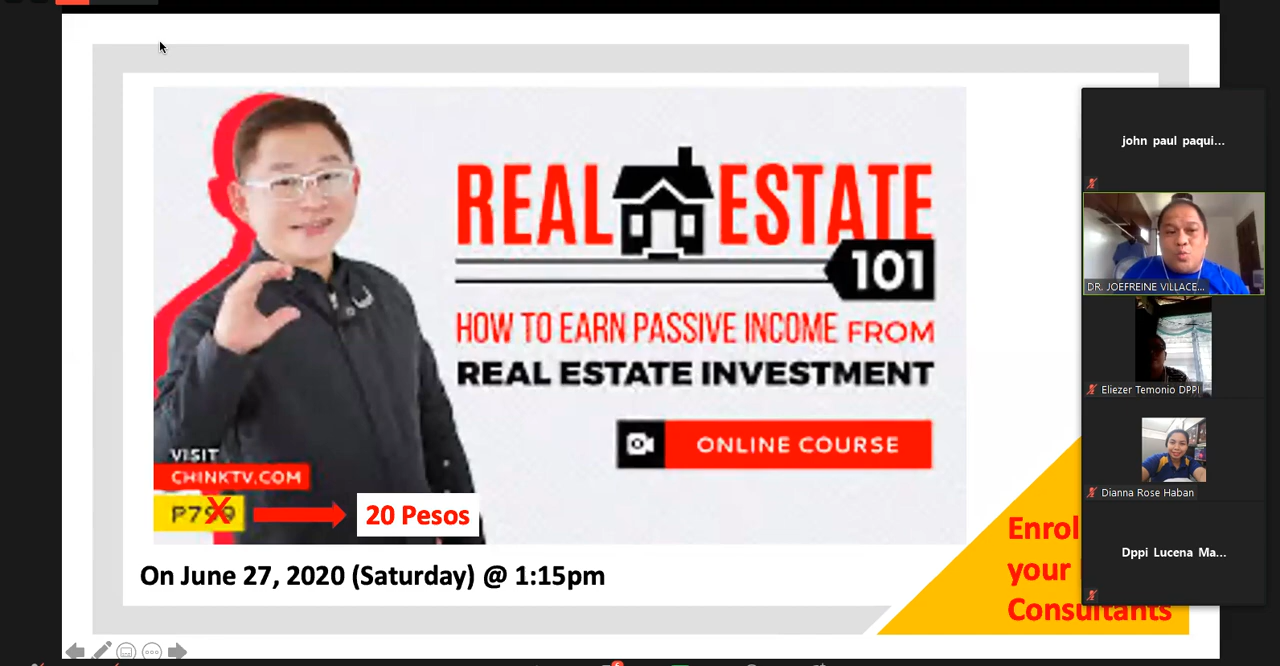 REAL ESTATE
101
HOW TO EARN PASSIVE INCOME FROM
REAL ESTATE INVESTMENT
ONLINE COURSE
VISIT
CHINKTV.COM
P799
20 Pesos
On June 27, 2020 (Saturday) @ 1:15pm
Enrol
your
Consultants
john paul paqui...
DR. JOEFREINE VILLACE...
Eliezer Temonio DPPI
Dianna Rose Haban
Dppi Lucena Ma...